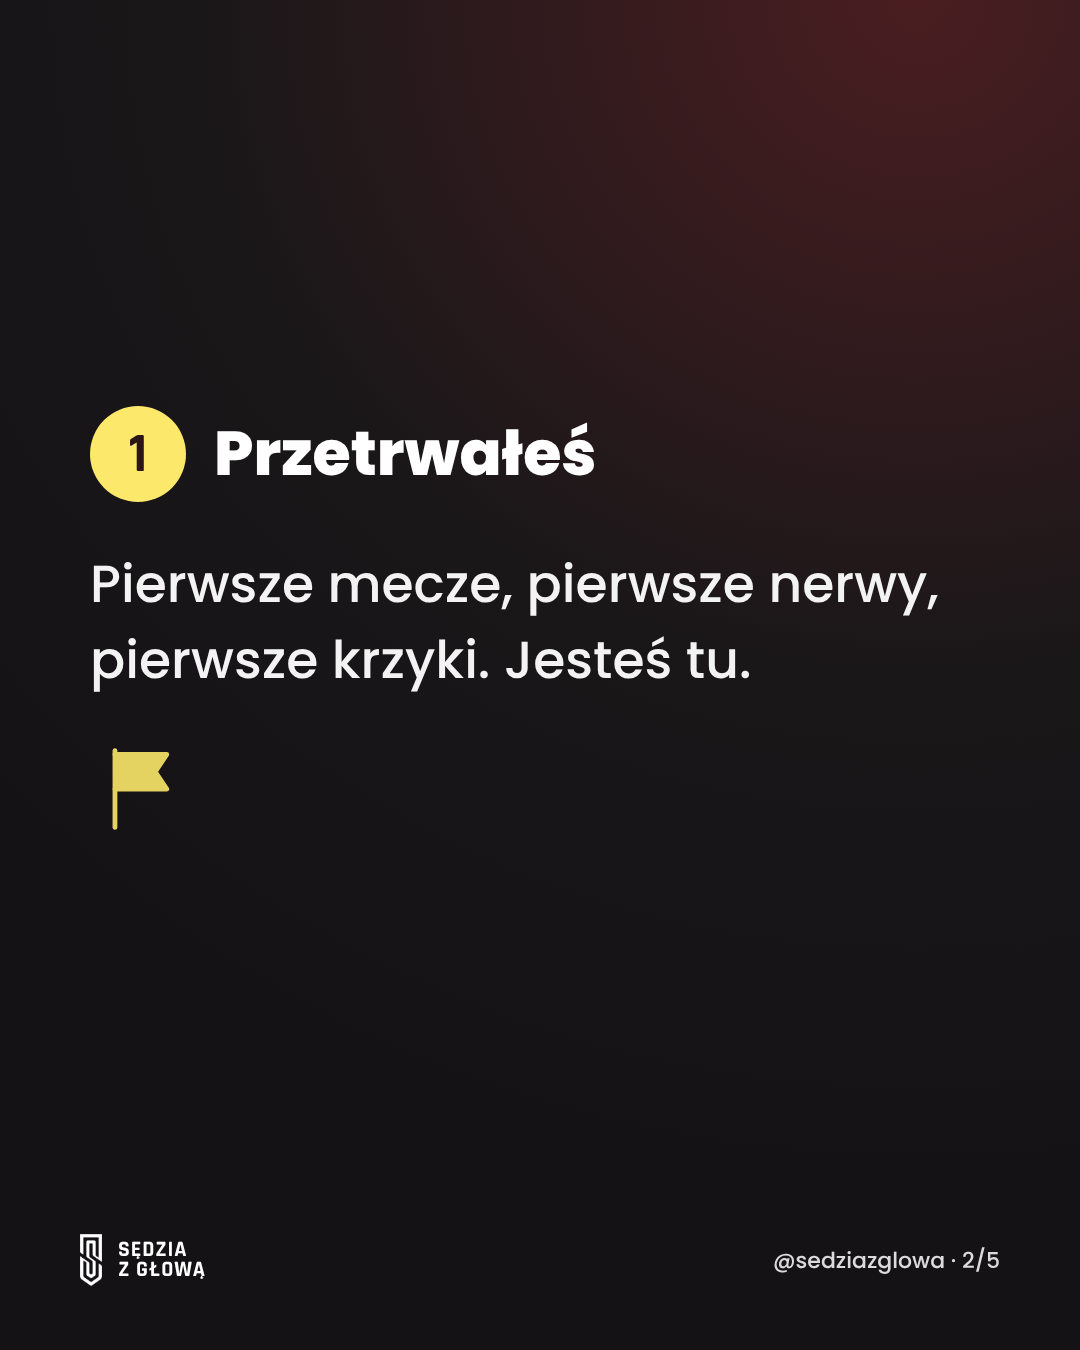 1 Przetrwałeś
Pierwsze mecze, pierwsze nerwy,
pierwsze krzyki. Jesteś tu.
SĘDZIA
Z GŁOWĄ
@sedziazglowa · 2/5